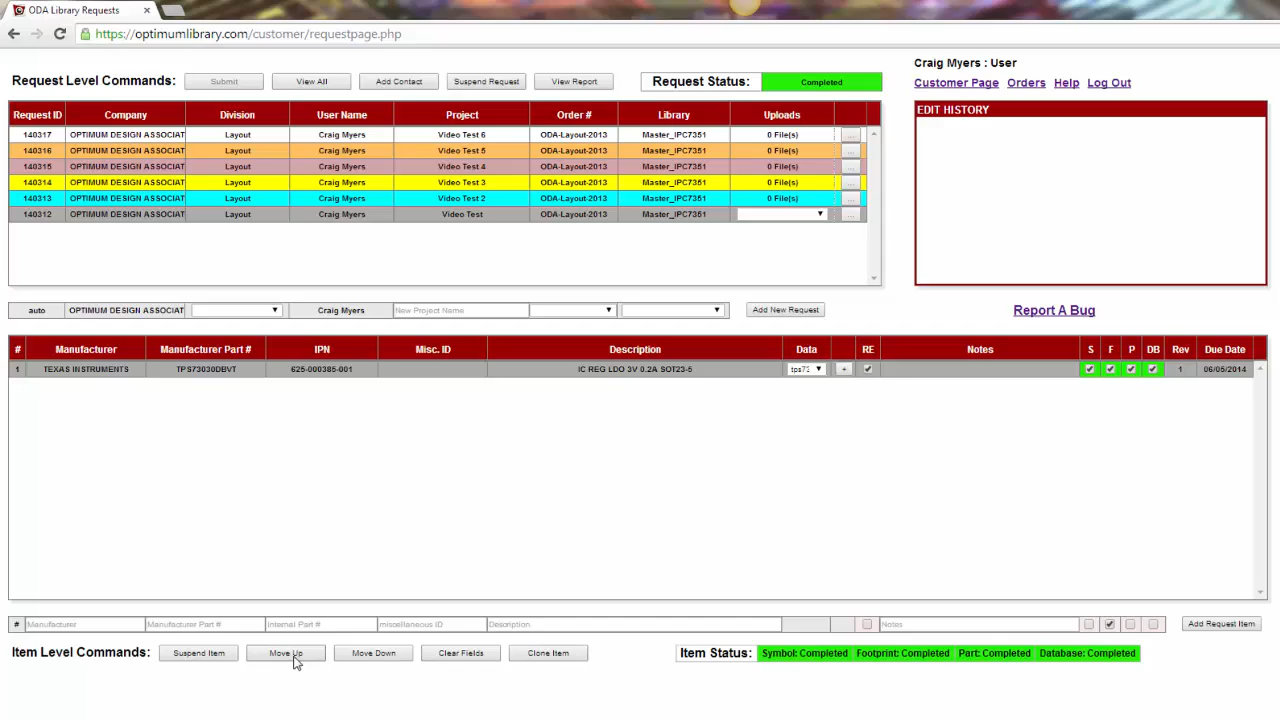 ODA Library Requests
https://optimumlibrary.com/customer/requestpage.php
Request Level Commands: Submit View All Add Contact Suspend Request View Report Request Status: Completed
Craig Myers : User
Customer Page Orders Help Log Out
Request ID Company Division User Name Project Order # Library Uploads
140317 OPTIMUM DESIGN ASSOCIAT Layout Craig Myers Video Test 6 ODA-Layout-2013 Master_IPC7351 0 File(s) ...
140316 OPTIMUM DESIGN ASSOCIAT Layout Craig Myers Video Test 5 ODA-Layout-2013 Master_IPC7351 0 File(s) ...
140315 OPTIMUM DESIGN ASSOCIAT Layout Craig Myers Video Test 4 ODA-Layout-2013 Master_IPC7351 0 File(s) ...
140314 OPTIMUM DESIGN ASSOCIAT Layout Craig Myers Video Test 3 ODA-Layout-2013 Master_IPC7351 0 File(s) ...
140313 OPTIMUM DESIGN ASSOCIAT Layout Craig Myers Video Test 2 ODA-Layout-2013 Master_IPC7351 0 File(s) ...
140312 OPTIMUM DESIGN ASSOCIAT Layout Craig Myers Video Test ODA-Layout-2013 Master_IPC7351 ...
EDIT HISTORY
auto OPTIMUM DESIGN ASSOCIAT Craig Myers New Project Name Add New Request
Report A Bug
# Manufacturer Manufacturer Part # IPN Misc. ID Description Data RE Notes S F P DB Rev Due Date
1 TEXAS INSTRUMENTS TPS73030DBVT 625-000385-001 IC REG LDO 3V 0.2A SOT23-5 tps73 + 1 06/05/2014
# Manufacturer Manufacturer Part # Internal Part # miscellaneous ID Description Notes Add Request Item
Item Level Commands: Suspend Item Move Up Move Down Clear Fields Clone Item Item Status: Symbol: Completed Footprint: Completed Part: Completed Database: Completed